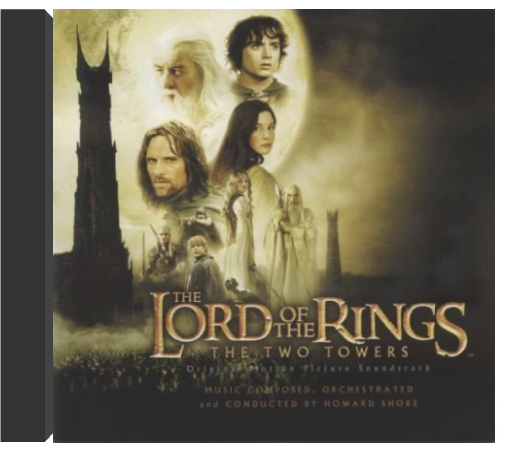 THE
LORD OF THE RINGS
THE TWO TOWERS
Original Motion Picture Soundtrack
MUSIC COMPOSED, ORCHESTRATED
and CONDUCTED BY HOWARD SHORE